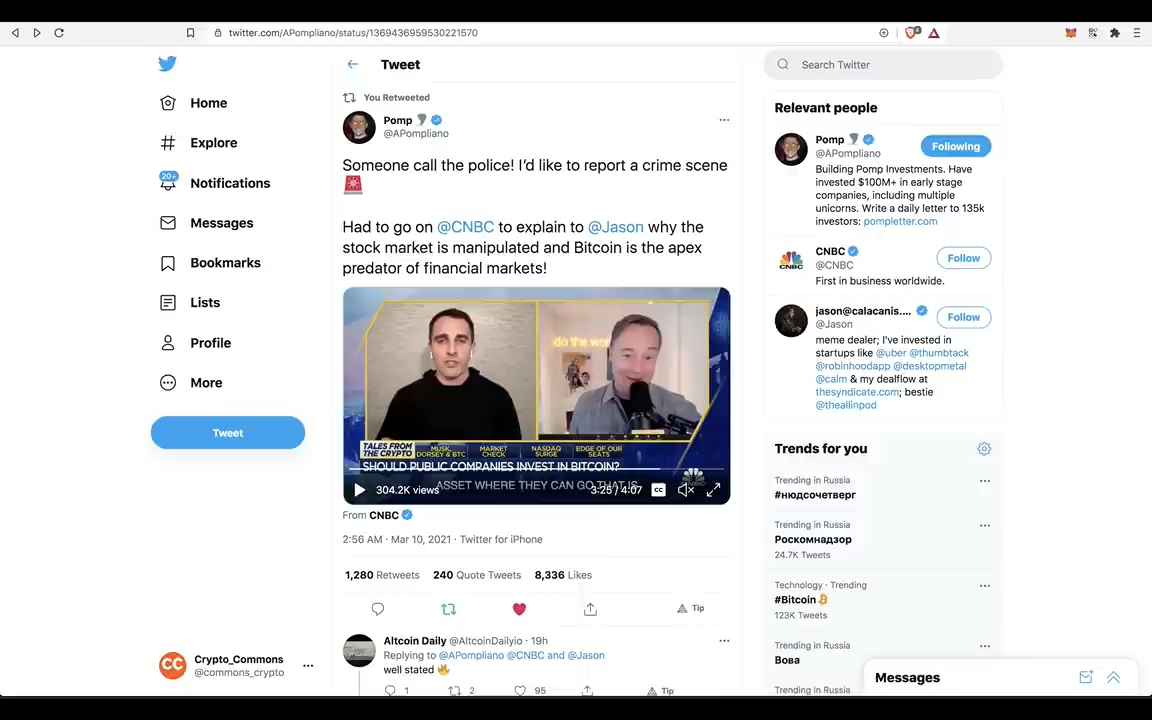 twitter.com/APompliano/status/1369436959530221570
Home
Explore
20+
Notifications
Messages
Bookmarks
Lists
Profile
More
Tweet
Crypto_Commons
@commons_crypto
Tweet
You Retweeted
Pomp
@APompliano
Someone call the police! I'd like to report a crime scene
Had to go on @CNBC to explain to @Jason why the
stock market is manipulated and Bitcoin is the apex
predator of financial markets!
do the wor
TALES FROM
THE CRYPTO
MUSK,
DORSEY & BTC
MARKET
CHECK
NASDAQ
SURGE
EDGE OF OUR
SEATS
SHOULD PUBLIC COMPANIES INVEST IN BITCOIN?
ASSET WHERE THEY CAN GO THAT IS
304.2K views
3:25 / 4:07
CC
CNBC
From CNBC
2:56 AM · Mar 10, 2021 · Twitter for iPhone
1,280 Retweets 240 Quote Tweets 8,336 Likes
Tip
Altcoin Daily @AltcoinDailyio · 19h
Replying to @APompliano @CNBC and @Jason
well stated
1 2 95 Tip
Search Twitter
Relevant people
Pomp
@APompliano
Following
Building Pomp Investments. Have
invested $100M+ in early stage
companies, including multiple
unicorns. Write a daily letter to 135k
investors: pompletter.com
CNBC
CNBC
@CNBC
Follow
First in business worldwide.
jason@calacanis....
@Jason
Follow
meme dealer; I've invested in
startups like @uber @thumbtack
@robinhoodapp @desktopmetal
@calm & my dealflow at
thesyndicate.com; bestie
@theallinpod
Trends for you
Trending in Russia
#нюдсочетверг
Trending in Russia
Роскомнадзор
24.7K Tweets
Technology · Trending
#Bitcoin
123K Tweets
Trending in Russia
Вова
Trending in Russia
Messages